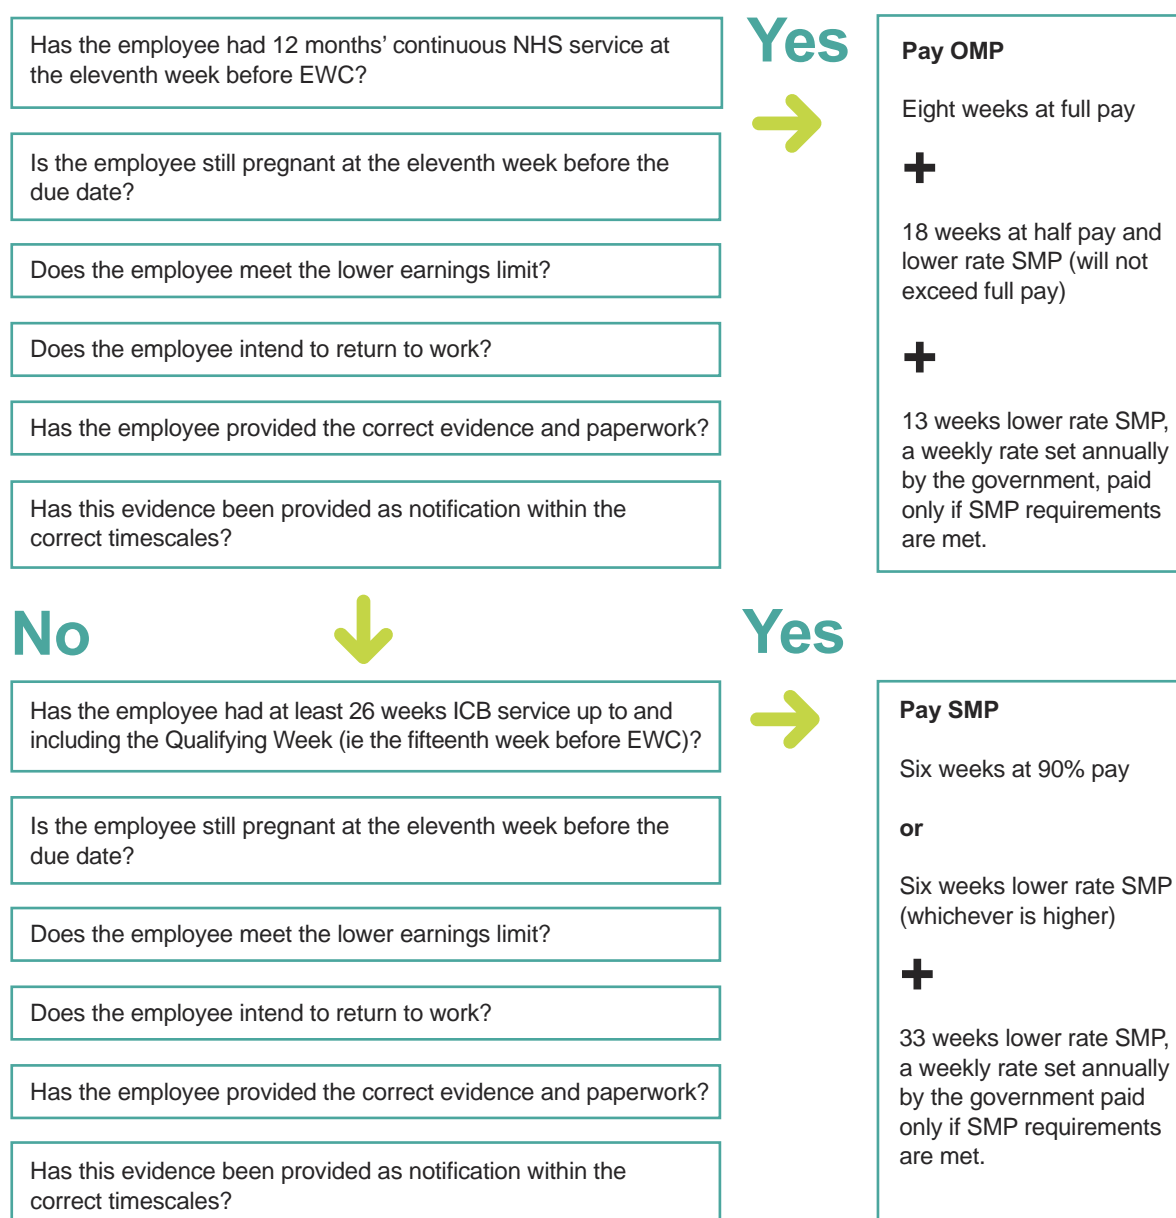 Has the employee had 12 months’ continuous NHS service at
the eleventh week before EWC?
Is the employee still pregnant at the eleventh week before the
due date?
Does the employee meet the lower earnings limit?
Does the employee intend to return to work?
Has the employee provided the correct evidence and paperwork?
Has this evidence been provided as notification within the
correct timescales?
Yes
Pay OMP
Eight weeks at full pay
+
18 weeks at half pay and
lower rate SMP (will not
exceed full pay)
+
13 weeks lower rate SMP,
a weekly rate set annually
by the government, paid
only if SMP requirements
are met.
No
Has the employee had at least 26 weeks ICB service up to and
including the Qualifying Week (ie the fifteenth week before EWC)?
Is the employee still pregnant at the eleventh week before the
due date?
Does the employee meet the lower earnings limit?
Does the employee intend to return to work?
Has the employee provided the correct evidence and paperwork?
Has this evidence been provided as notification within the
correct timescales?
Yes
Pay SMP
Six weeks at 90% pay
or
Six weeks lower rate SMP
(whichever is higher)
+
33 weeks lower rate SMP,
a weekly rate set annually
by the government paid
only if SMP requirements
are met.